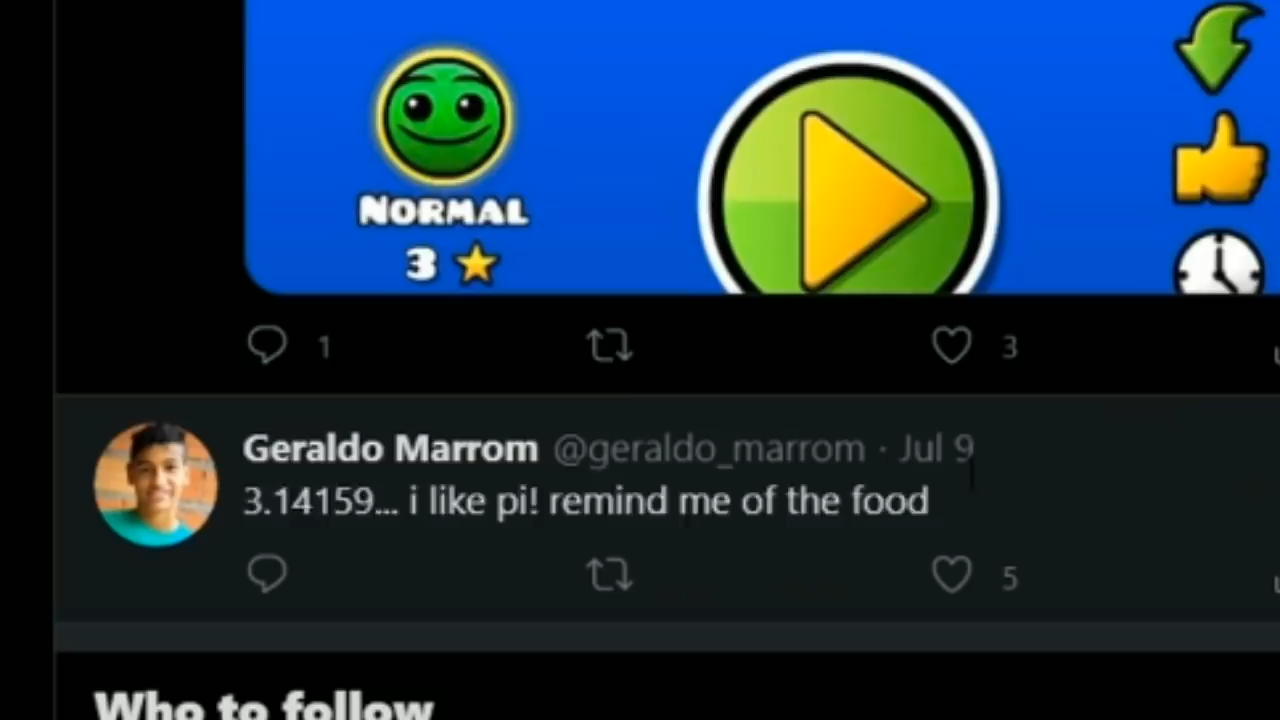 NORMAL
3
1
3
Geraldo Marrom @geraldo_marrom · Jul 9
3.14159... i like pi! remind me of the food
5
Who to follow